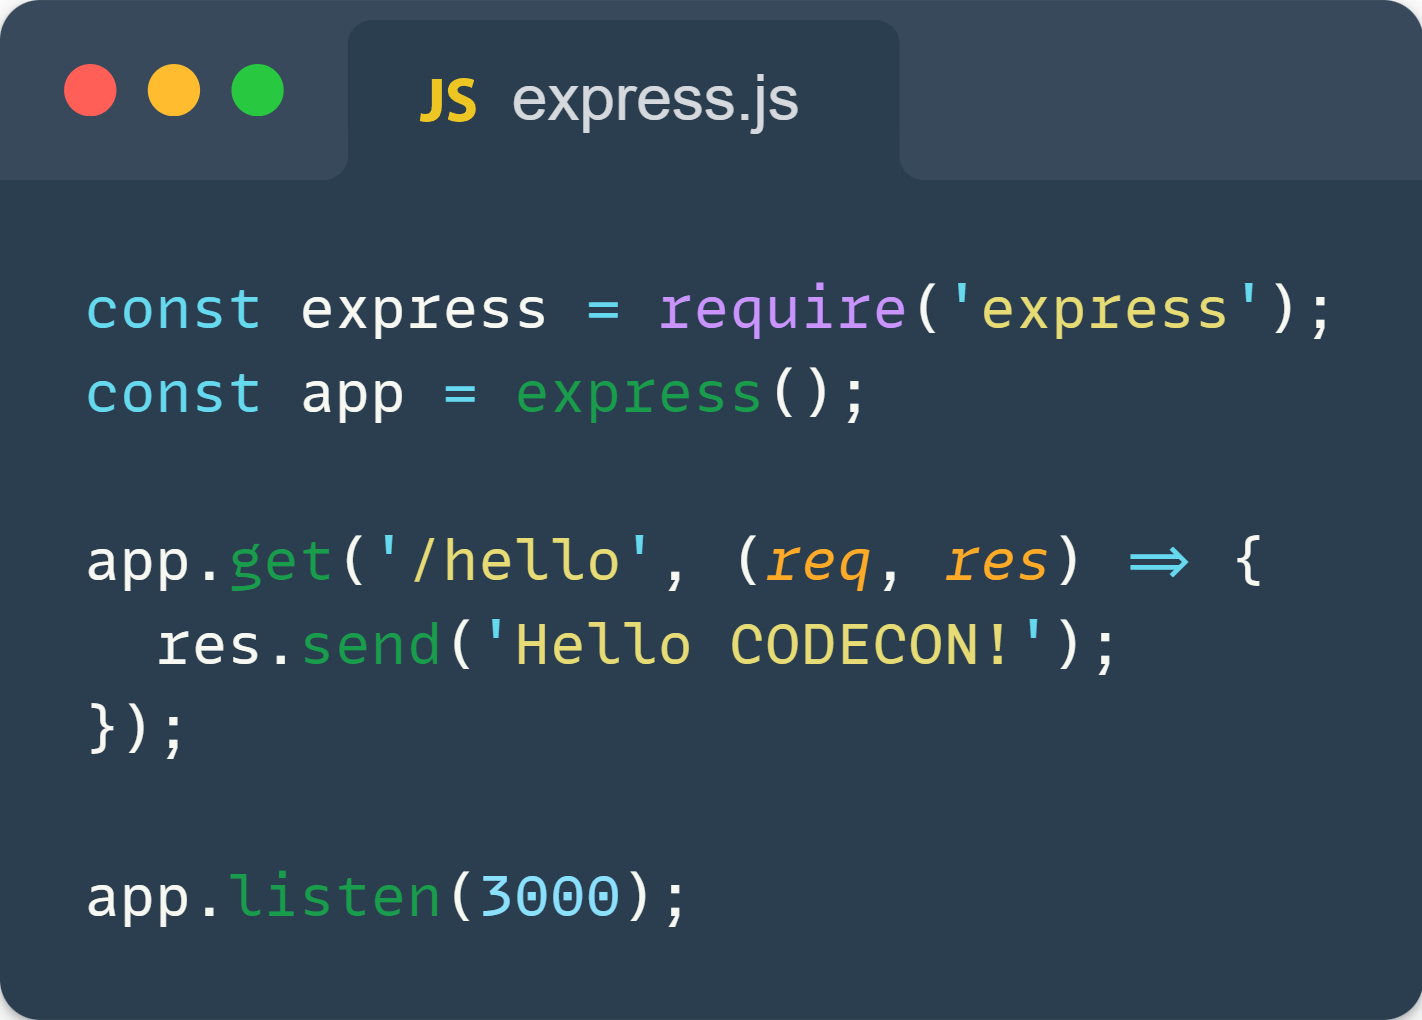 JS express.js
const express = require('express');
const app = express();
app.get('/hello', (req, res) => {
  res.send('Hello CODECON!');
});
app.listen(3000);